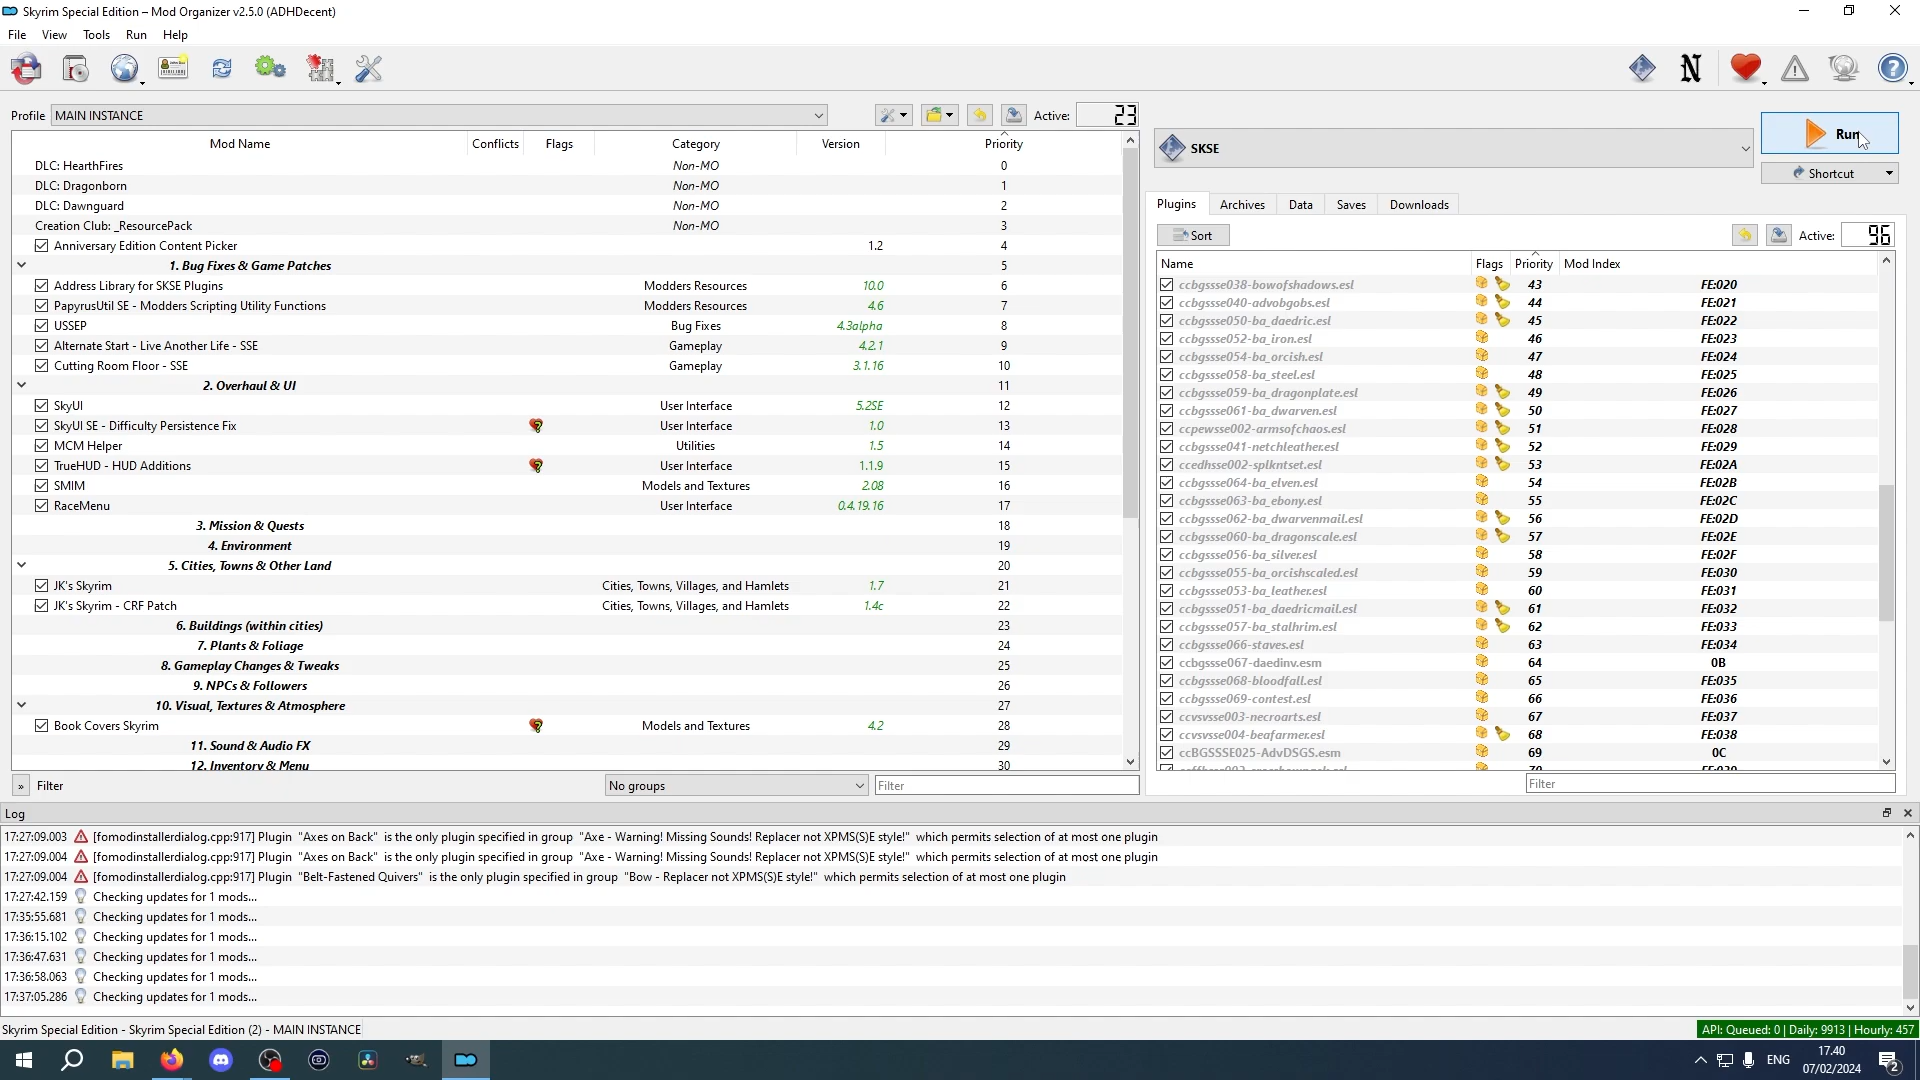 Skyrim Special Edition – Mod Organizer v2.5.0 (ADHDecent)
File View Tools Run Help
Profile MAIN INSTANCE Active: 23
Mod Name Conflicts Flags Category Version Priority
DLC: HearthFires Non-MO 0
DLC: Dragonborn Non-MO 1
DLC: Dawnguard Non-MO 2
Creation Club: _ResourcePack Non-MO 3
Anniversary Edition Content Picker 1.2 4
1. Bug Fixes & Game Patches 5
Address Library for SKSE Plugins Modders Resources 10.0 6
PapyrusUtil SE - Modders Scripting Utility Functions Modders Resources 4.6 7
USSEP Bug Fixes 4.3alpha 8
Alternate Start - Live Another Life - SSE Gameplay 4.2.1 9
Cutting Room Floor - SSE Gameplay 3.1.16 10
2. Overhaul & UI 11
SkyUI User Interface 5.2SE 12
SkyUI SE - Difficulty Persistence Fix User Interface 1.0 13
MCM Helper Utilities 1.5 14
TrueHUD - HUD Additions User Interface 1.1.9 15
SMIM Models and Textures 2.08 16
RaceMenu User Interface 0.4.19.16 17
3. Mission & Quests 18
4. Environment 19
5. Cities, Towns & Other Land 20
JK's Skyrim Cities, Towns, Villages, and Hamlets 1.7 21
JK's Skyrim - CRF Patch Cities, Towns, Villages, and Hamlets 1.4c 22
6. Buildings (within cities) 23
7. Plants & Foliage 24
8. Gameplay Changes & Tweaks 25
9. NPCs & Followers 26
10. Visual, Textures & Atmosphere 27
Book Covers Skyrim Models and Textures 4.2 28
11. Sound & Audio FX 29
12. Inventory & Menu 30
» Filter No groups Filter
SKSE Run
Shortcut
Plugins Archives Data Saves Downloads
Sort Active: 96
Name Flags Priority Mod Index
ccbgssse038-bowofshadows.esl 43 FE:020
ccbgssse040-advobgobs.esl 44 FE:021
ccbgssse050-ba_daedric.esl 45 FE:022
ccbgssse052-ba_iron.esl 46 FE:023
ccbgssse054-ba_orcish.esl 47 FE:024
ccbgssse058-ba_steel.esl 48 FE:025
ccbgssse059-ba_dragonplate.esl 49 FE:026
ccbgssse061-ba_dwarven.esl 50 FE:027
ccpewsse002-armsofchaos.esl 51 FE:028
ccbgssse041-netchleather.esl 52 FE:029
ccedhsse002-splkntset.esl 53 FE:02A
ccbgssse064-ba_elven.esl 54 FE:02B
ccbgssse063-ba_ebony.esl 55 FE:02C
ccbgssse062-ba_dwarvenmail.esl 56 FE:02D
ccbgssse060-ba_dragonscale.esl 57 FE:02E
ccbgssse056-ba_silver.esl 58 FE:02F
ccbgssse055-ba_orcishscaled.esl 59 FE:030
ccbgssse053-ba_leather.esl 60 FE:031
ccbgssse051-ba_daedricmail.esl 61 FE:032
ccbgssse057-ba_stalhrim.esl 62 FE:033
ccbgssse066-staves.esl 63 FE:034
ccbgssse067-daedinv.esm 64 0B
ccbgssse068-bloodfall.esl 65 FE:035
ccbgssse069-contest.esl 66 FE:036
ccvsvsse003-necroarts.esl 67 FE:037
ccvsvsse004-beafarmer.esl 68 FE:038
ccBGSSSE025-AdvDSGS.esm 69 0C
Filter
Log
17:27:09.003 [fomodinstallerdialog.cpp:917] Plugin "Axes on Back" is the only plugin specified in group "Axe - Warning! Missing Sounds! Replacer not XPMS(S)E style!" which permits selection of at most one plugin
17:27:09.004 [fomodinstallerdialog.cpp:917] Plugin "Axes on Back" is the only plugin specified in group "Axe - Warning! Missing Sounds! Replacer not XPMS(S)E style!" which permits selection of at most one plugin
17:27:09.004 [fomodinstallerdialog.cpp:917] Plugin "Belt-Fastened Quivers" is the only plugin specified in group "Bow - Replacer not XPMS(S)E style!" which permits selection of at most one plugin
17:27:42.159 Checking updates for 1 mods...
17:35:55.681 Checking updates for 1 mods...
17:36:15.102 Checking updates for 1 mods...
17:36:47.631 Checking updates for 1 mods...
17:36:58.063 Checking updates for 1 mods...
17:37:05.286 Checking updates for 1 mods...
Skyrim Special Edition - Skyrim Special Edition (2) - MAIN INSTANCE API: Queued: 0 | Daily: 9913 | Hourly: 457
ENG 17.40
07/02/2024 2